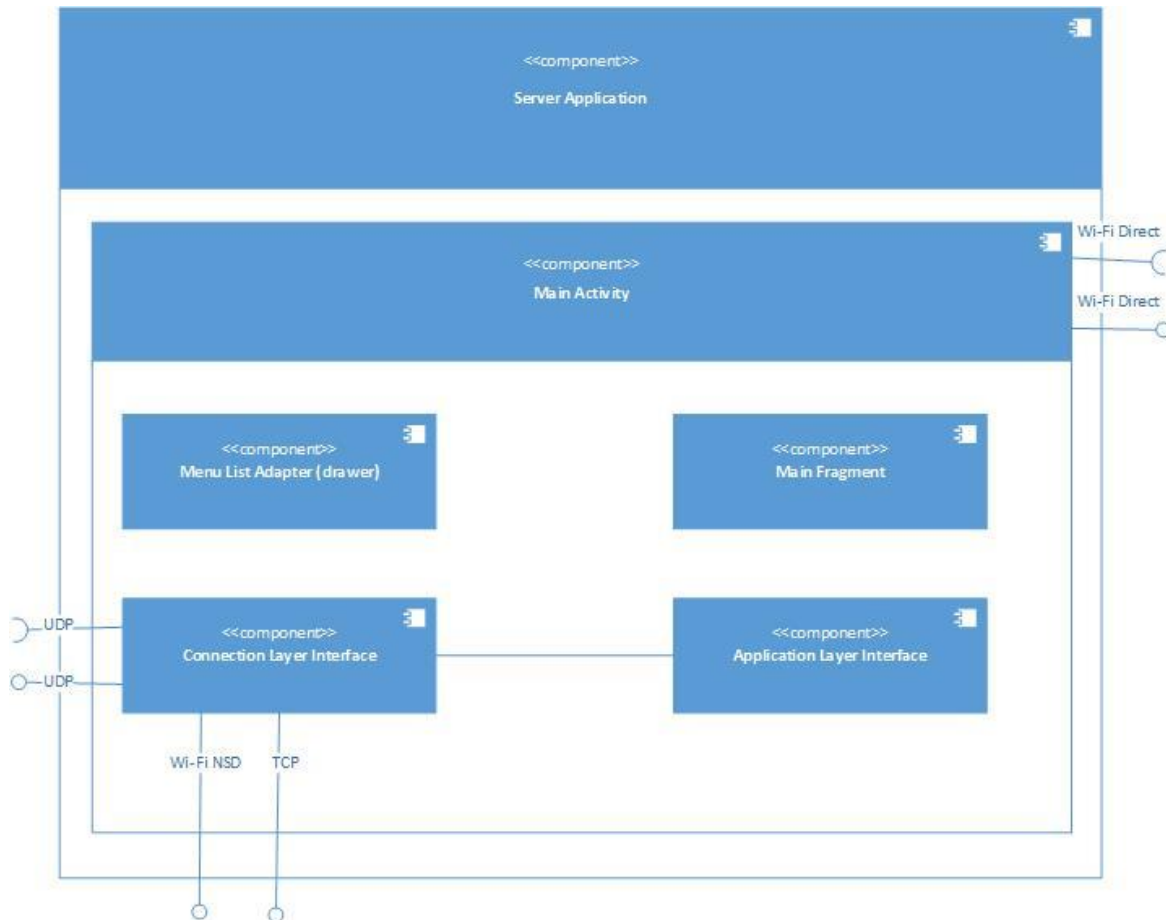 <<component>>
Server Application
Wi-Fi Direct
<<component>>
Main Activity
Wi-Fi Direct
<<component>>
Menu List Adapter (drawer)
<<component>>
Main Fragment
UDP
<<component>>
Connection Layer Interface
<<component>>
Application Layer Interface
UDP
Wi-Fi NSD
TCP